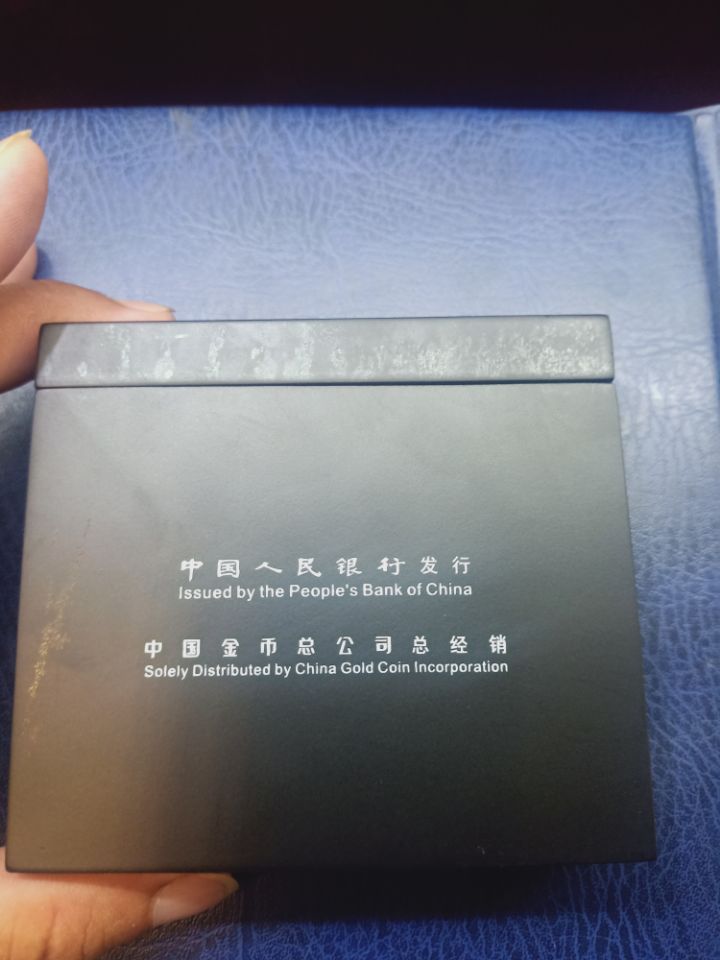 中国人民银行发行
Issued by the People's Bank of China
中国金币总公司总经销
Solely Distributed by China Gold Coin Incorporation